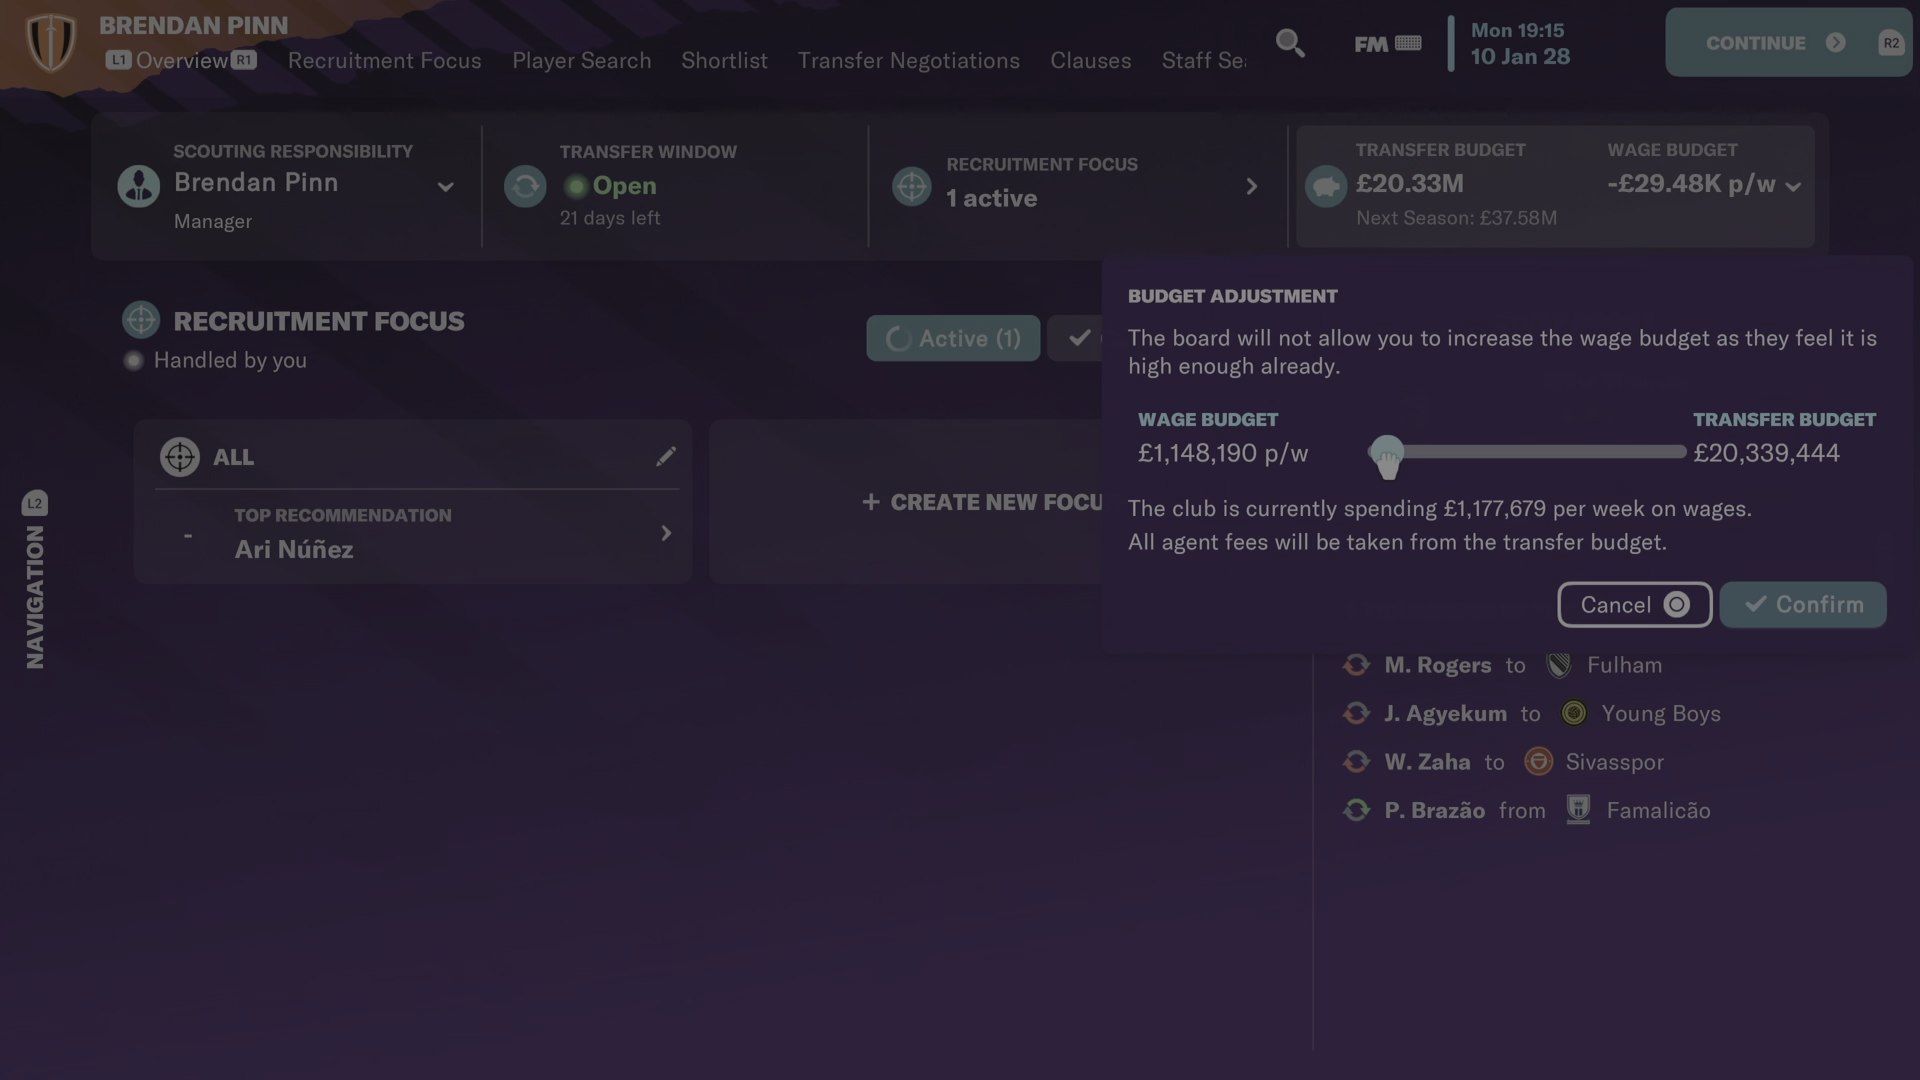 BRENDAN PINN
L1 Overview R1 Recruitment Focus Player Search Shortlist Transfer Negotiations Clauses Staff Se
FM
Mon 19:15
10 Jan 28
CONTINUE R2
SCOUTING RESPONSIBILITY
Brendan Pinn
Manager
TRANSFER WINDOW
Open
21 days left
RECRUITMENT FOCUS
1 active
TRANSFER BUDGET
£20.33M
Next Season: £37.58M
WAGE BUDGET
-£29.48K p/w
RECRUITMENT FOCUS
Handled by you
Active (1)
ALL
TOP RECOMMENDATION
- Ari Núñez
+ CREATE NEW FOCU
BUDGET ADJUSTMENT
The board will not allow you to increase the wage budget as they feel it is
high enough already.
WAGE BUDGET
£1,148,190 p/w
TRANSFER BUDGET
£20,339,444
The club is currently spending £1,177,679 per week on wages.
All agent fees will be taken from the transfer budget.
Cancel
Confirm
M. Rogers to Fulham
J. Agyekum to Young Boys
W. Zaha to Sivasspor
P. Brazão from Famalicão
L2
NAVIGATION